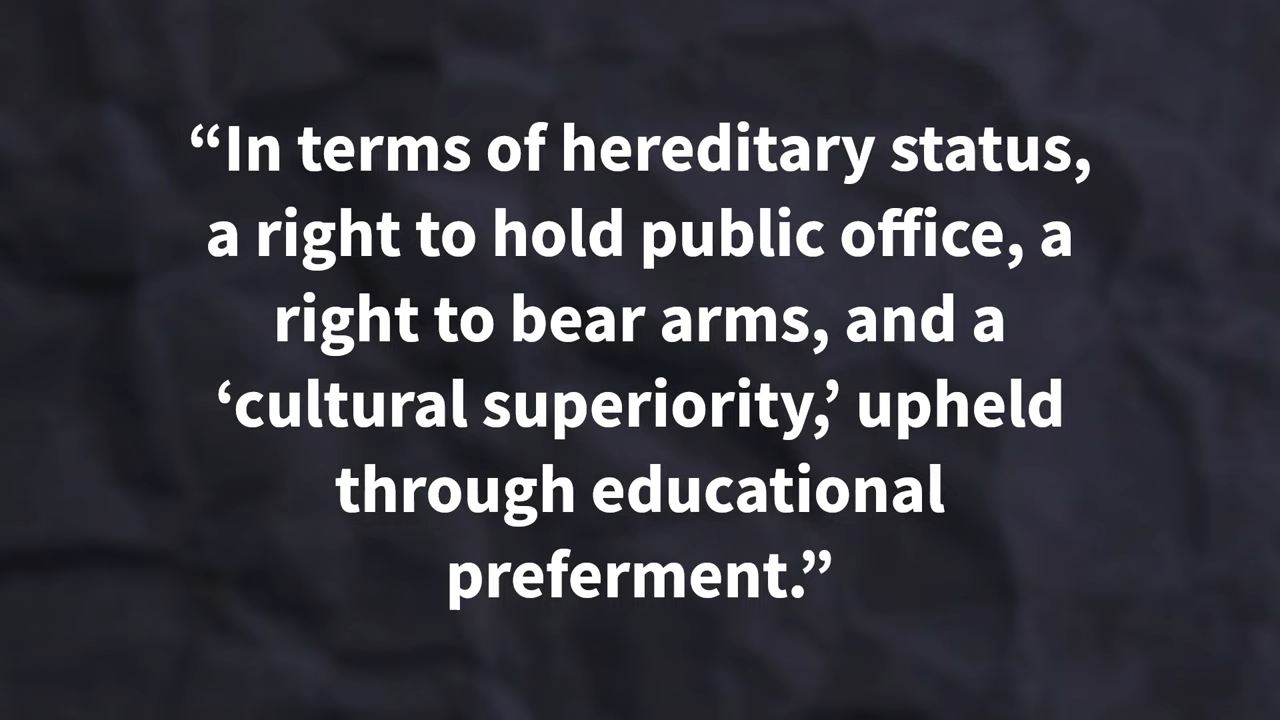 “In terms of hereditary status,
a right to hold public office, a
right to bear arms, and a
‘cultural superiority,’ upheld
through educational
preferment.”